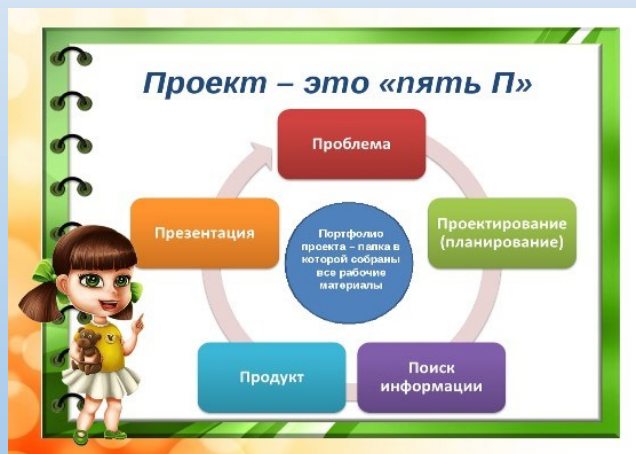 Проект – это «пять П»
Проблема
Проектирование
(планирование)
Поиск
информации
Продукт
Презентация
Портфолио
проекта – папка в
которой собраны
все рабочие
материалы